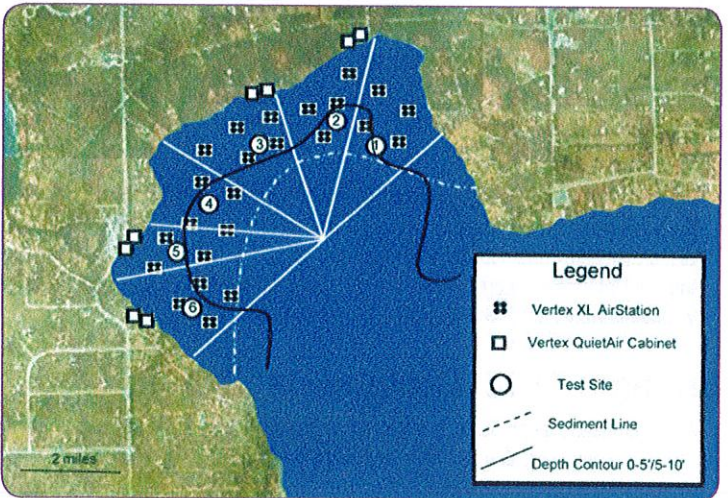 2
1
3
4
5
6
Legend
Vertex XL AirStation
Vertex QuietAir Cabinet
Test Site
Sediment Line
Depth Contour 0-5'/5-10'
.2 miles